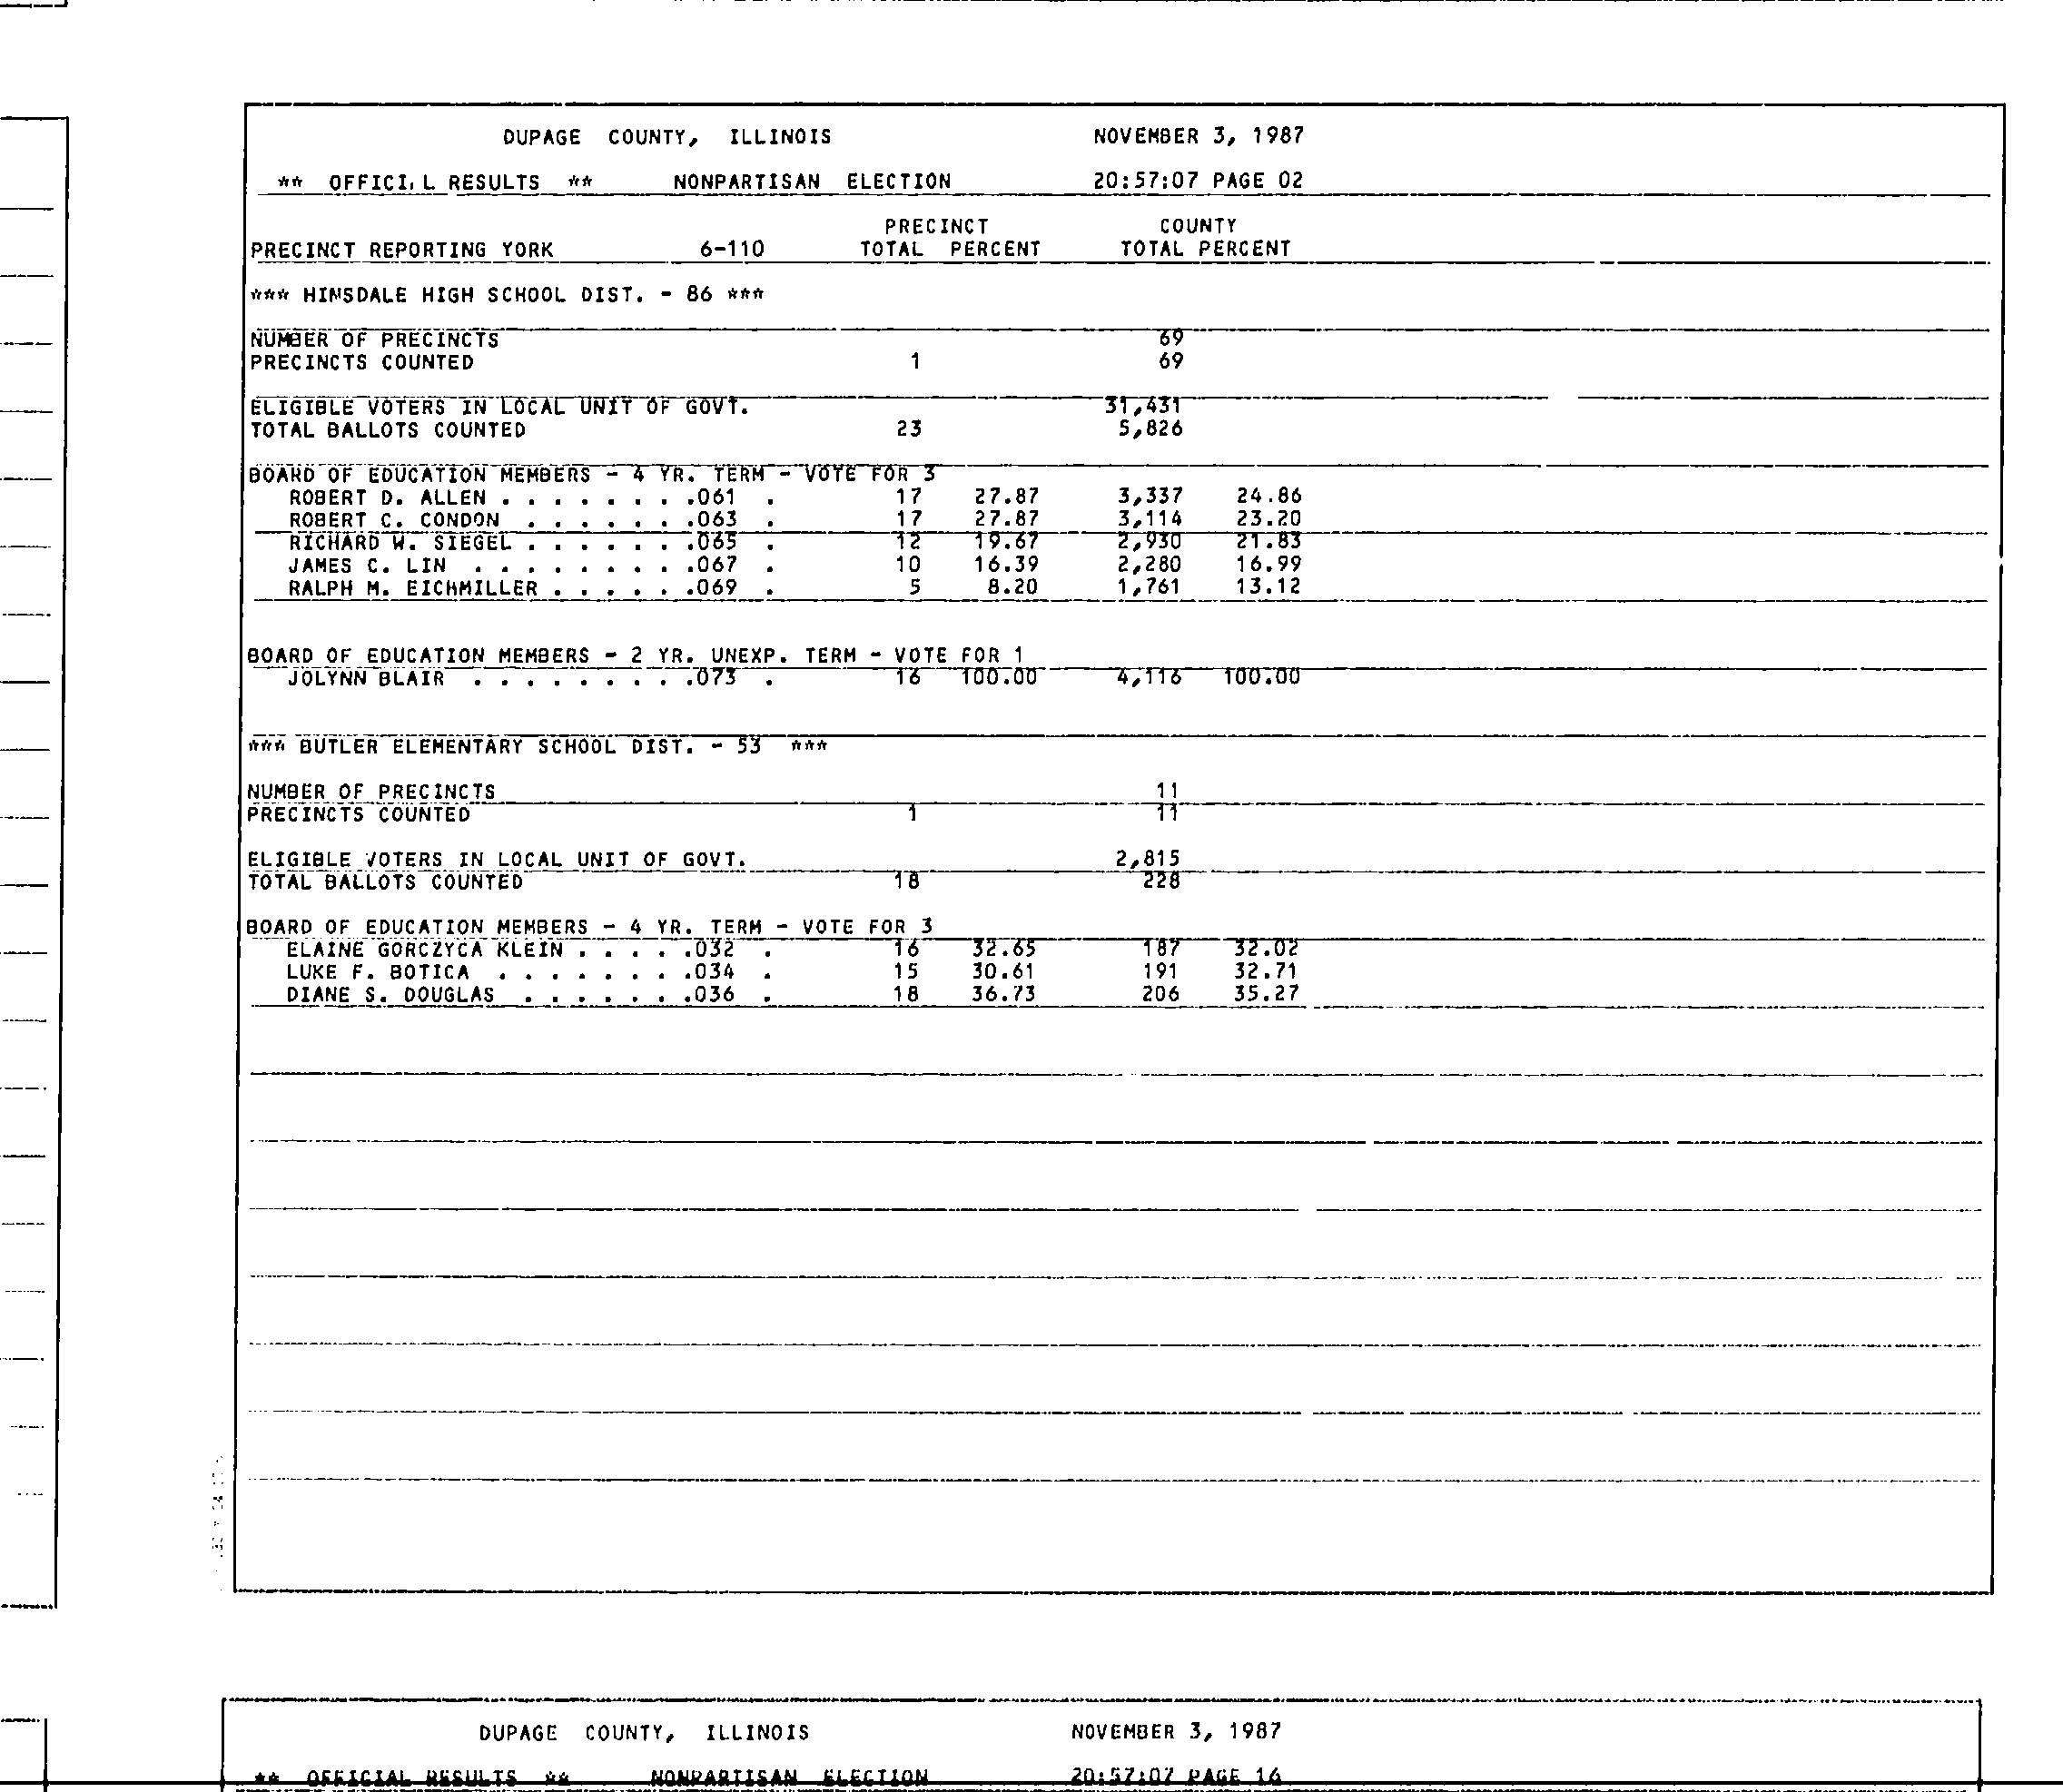 DUPAGE COUNTY, ILLINOIS NOVEMBER 3, 1987
** OFFICIAL RESULTS ** NONPARTISAN ELECTION 20:57:07 PAGE 02
PRECINCT COUNTY
PRECINCT REPORTING YORK 6-110 TOTAL PERCENT TOTAL PERCENT
*** HINSDALE HIGH SCHOOL DIST. - 86 ***
NUMBER OF PRECINCTS 69
PRECINCTS COUNTED 1 69
ELIGIBLE VOTERS IN LOCAL UNIT OF GOVT. 31,431
TOTAL BALLOTS COUNTED 23 5,826
BOARD OF EDUCATION MEMBERS - 4 YR. TERM - VOTE FOR 3
ROBERT D. ALLEN . . . . . . . .061 . 17 27.87 3,337 24.86
ROBERT C. CONDON . . . . . . .063 . 17 27.87 3,114 23.20
RICHARD W. SIEGEL . . . . . . .065 . 12 19.67 2,930 21.83
JAMES C. LIN . . . . . . . . .067 . 10 16.39 2,280 16.99
RALPH M. EICHMILLER . . . . . .069 . 5 8.20 1,761 13.12
BOARD OF EDUCATION MEMBERS - 2 YR. UNEXP. TERM - VOTE FOR 1
JOLYNN BLAIR . . . . . . . . .073 . 16 100.00 4,116 100.00
*** BUTLER ELEMENTARY SCHOOL DIST. - 53 ***
NUMBER OF PRECINCTS 11
PRECINCTS COUNTED 1 11
ELIGIBLE VOTERS IN LOCAL UNIT OF GOVT. 2,815
TOTAL BALLOTS COUNTED 18 228
BOARD OF EDUCATION MEMBERS - 4 YR. TERM - VOTE FOR 3
ELAINE GORCZYCA KLEIN . . . . .032 . 16 32.65 187 32.02
LUKE F. BOTICA . . . . . . . .034 . 15 30.61 191 32.71
DIANE S. DOUGLAS . . . . . . .036 . 18 36.73 206 35.27
DUPAGE COUNTY, ILLINOIS NOVEMBER 3, 1987
** OFFICIAL RESULTS ** NONPARTISAN ELECTION 20:57:07 PAGE 16